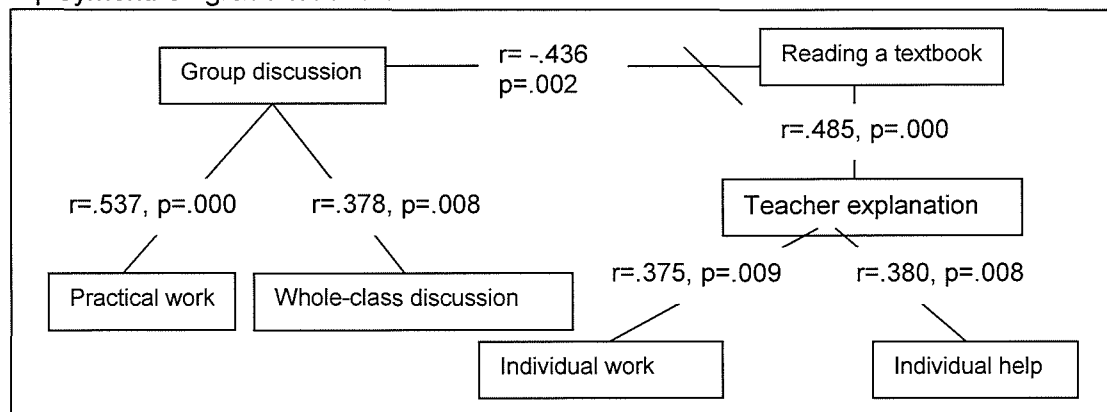 Group discussion
r= -.436
p=.002
Reading a textbook
r=.485, p=.000
r=.537, p=.000
r=.378, p=.008
Teacher explanation
r=.375, p=.009
r=.380, p=.008
Practical work
Whole-class discussion
Individual work
Individual help